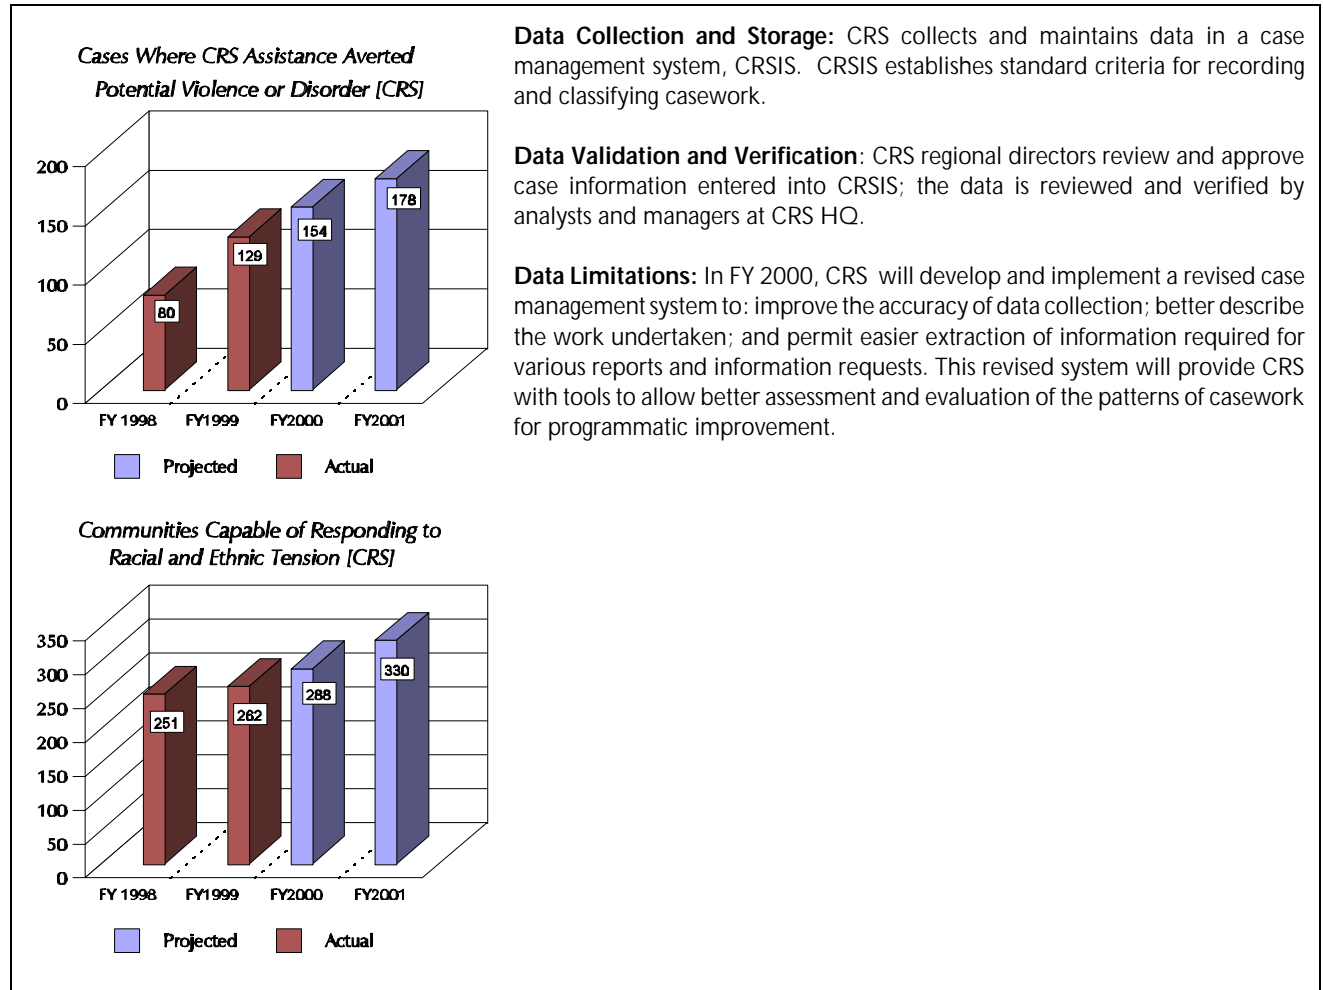 Cases Where CRS Assistance Averted
Potential Violence or Disorder [CRS]
200
150
100
50
0
80
129
154
178
FY 1998 FY1999 FY2000 FY2001
Projected Actual
Communities Capable of Responding to
Racial and Ethnic Tension [CRS]
350
300
250
200
150
100
50
0
251
262
288
330
FY 1998 FY1999 FY2000 FY2001
Projected Actual
Data Collection and Storage: CRS collects and maintains data in a case
management system, CRSIS. CRSIS establishes standard criteria for recording
and classifying casework.
Data Validation and Verification: CRS regional directors review and approve
case information entered into CRSIS; the data is reviewed and verified by
analysts and managers at CRS HQ.
Data Limitations: In FY 2000, CRS will develop and implement a revised case
management system to: improve the accuracy of data collection; better describe
the work undertaken; and permit easier extraction of information required for
various reports and information requests. This revised system will provide CRS
with tools to allow better assessment and evaluation of the patterns of casework
for programmatic improvement.